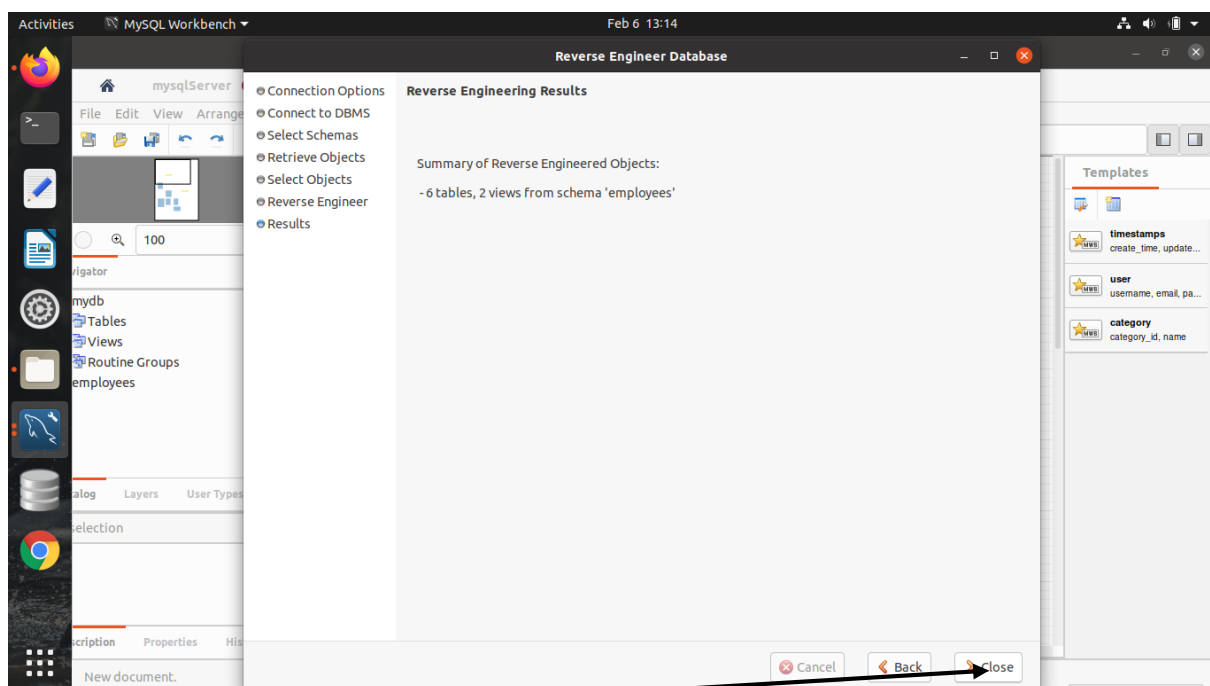 Activities MySQL Workbench Feb 6 13:14
Reverse Engineer Database
mysqlServer
File Edit View Arrange
100
vigator
mydb
Tables
Views
Routine Groups
employees
alog Layers User Types
selection
scription Properties His
New document.
Connection Options
Connect to DBMS
Select Schemas
Retrieve Objects
Select Objects
Reverse Engineer
Results
Reverse Engineering Results
Summary of Reverse Engineered Objects:
- 6 tables, 2 views from schema 'employees'
Cancel Back Close
Templates
timestamps
create_time, update...
user
username, email, pa...
category
category_id, name